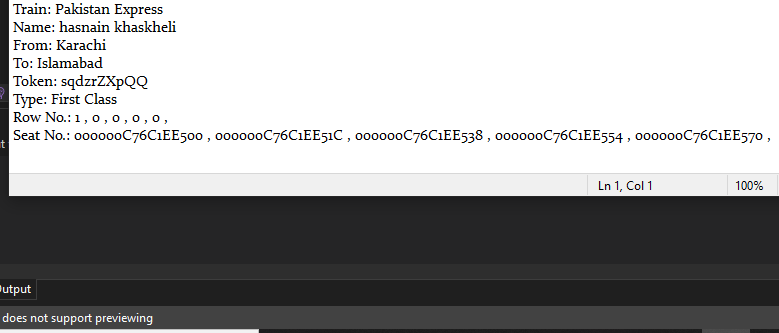 Train: Pakistan Express
Name: hasnain khaskheli
From: Karachi
To: Islamabad
Token: sqdzrZXpQQ
Type: First Class
Row No.: 1 , 0 , 0 , 0 , 0 ,
Seat No.: 000000C76C1EE500 , 000000C76C1EE51C , 000000C76C1EE538 , 000000C76C1EE554 , 000000C76C1EE570 ,
Ln 1, Col 1 100%
Output
does not support previewing